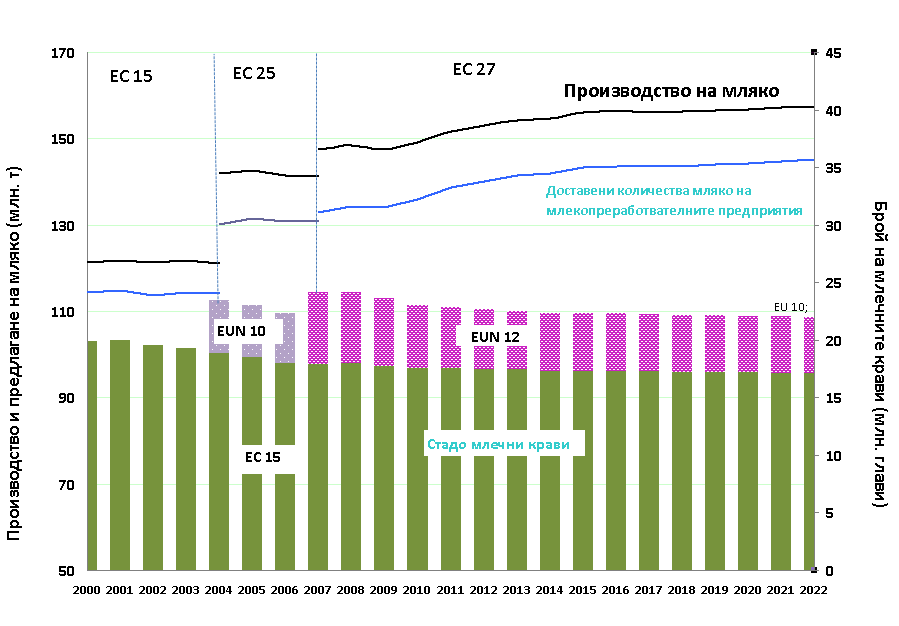 170
150
130
110
90
70
50
45
40
35
30
25
20
15
10
5
0
ЕС 15
ЕС 25
ЕС 27
Производство на мляко
Доставени количества мляко на
млекопреработвателните предприятия
EU 10;
EUN 10
EUN 12
ЕС 15
Стадо млечни крави
Производство и предлагане на мляко (млн. т)
Брой на млечните крави (млн. глави)
2000 2001 2002 2003 2004 2005 2006 2007 2008 2009 2010 2011 2012 2013 2014 2015 2016 2017 2018 2019 2020 2021 2022